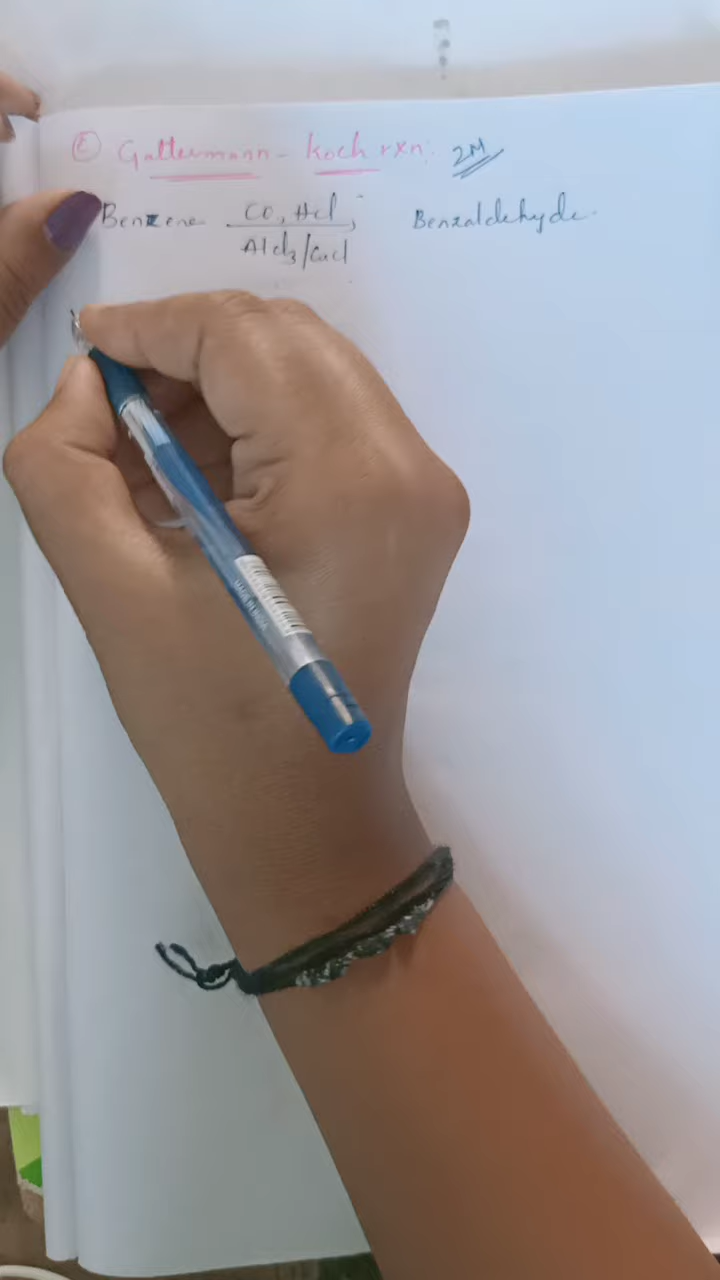 E Gattermann - Koch rxn: 2M
Benzene CO, HCl Benzaldehyde.
AlCl3/CuCl